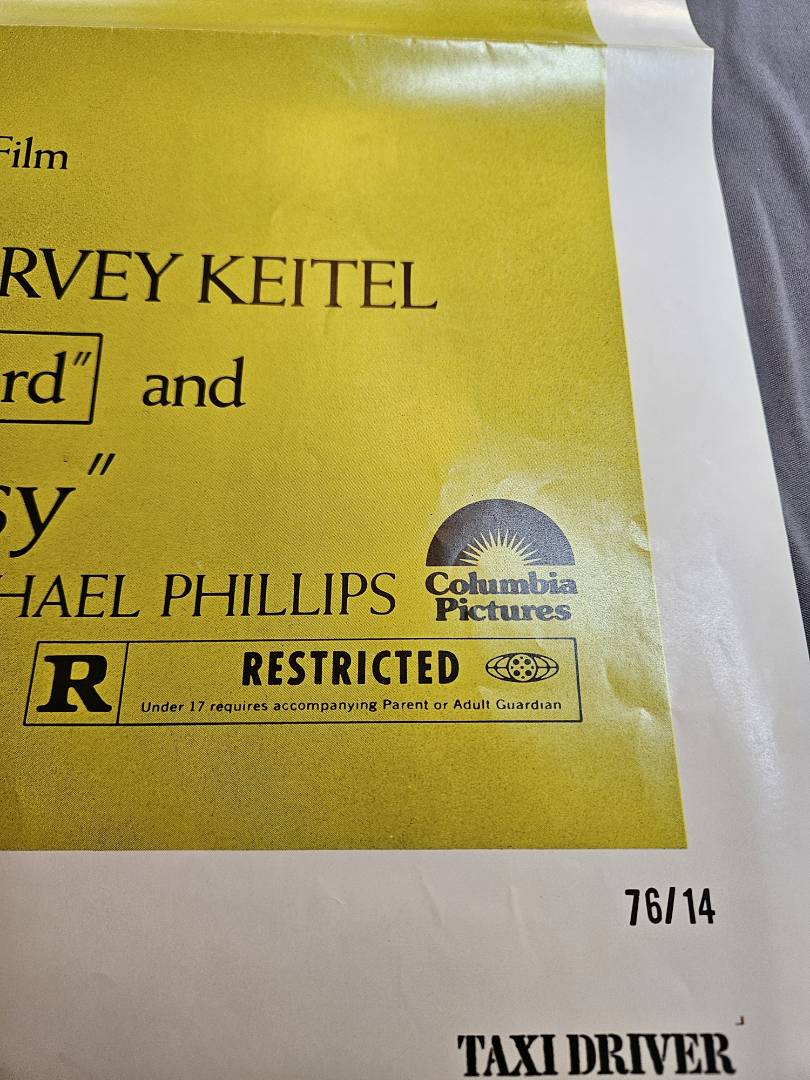 Film
RVEY KEITEL
rd" and
sy"
HAEL PHILLIPS
Columbia
Pictures
R
RESTRICTED
Under 17 requires accompanying Parent or Adult Guardian
76/14
TAXI DRIVER